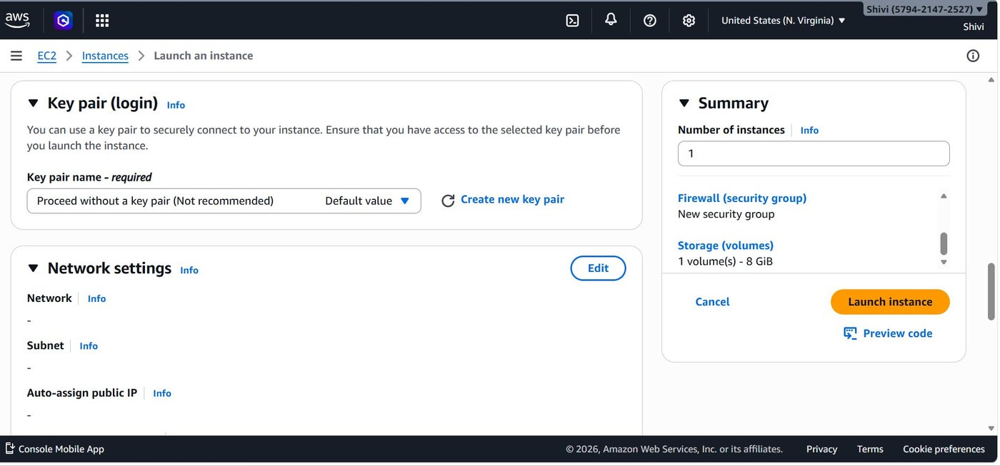 aws
United States (N. Virginia) ▼
Shivi (5794-2147-2527) ▼
Shivi
EC2 > Instances > Launch an instance
▼ Key pair (login) Info
You can use a key pair to securely connect to your instance. Ensure that you have access to the selected key pair before
you launch the instance.
Key pair name - required
Proceed without a key pair (Not recommended) Default value ▼
Create new key pair
▼ Network settings Info
Edit
Network Info
-
Subnet Info
-
Auto-assign public IP Info
-
▼ Summary
Number of instances Info
1
Firewall (security group)
New security group
Storage (volumes)
1 volume(s) - 8 GiB
Cancel
Launch instance
Preview code
Console Mobile App
© 2026, Amazon Web Services, Inc. or its affiliates. Privacy Terms Cookie preferences